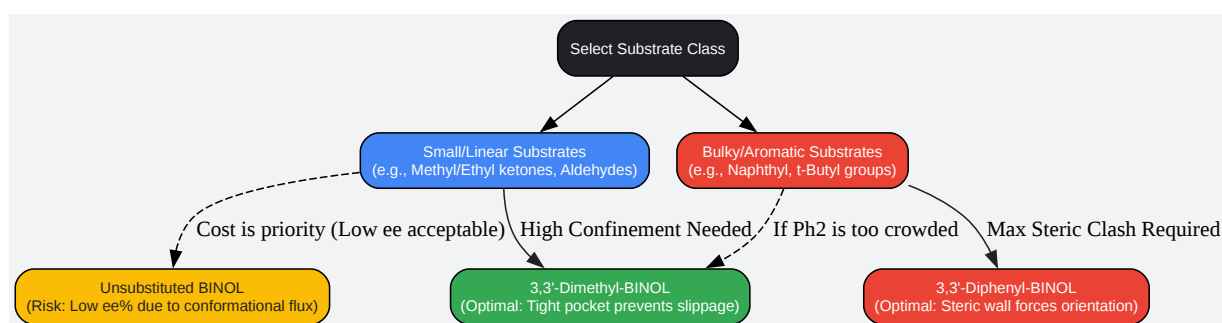 Select Substrate Class
Small/Linear Substrates
(e.g., Methyl/Ethyl ketones, Aldehydes)
Bulky/Aromatic Substrates
(e.g., Naphthyl, t-Butyl groups)
Cost is priority (Low ee acceptable)
High Confinement Needed
If Ph2 is too crowded
Max Steric Clash Required
Unsubstituted BINOL
(Risk: Low ee% due to conformational flux)
3,3'-Dimethyl-BINOL
(Optimal: Tight pocket prevents slippage)
3,3'-Diphenyl-BINOL
(Optimal: Steric wall forces orientation)